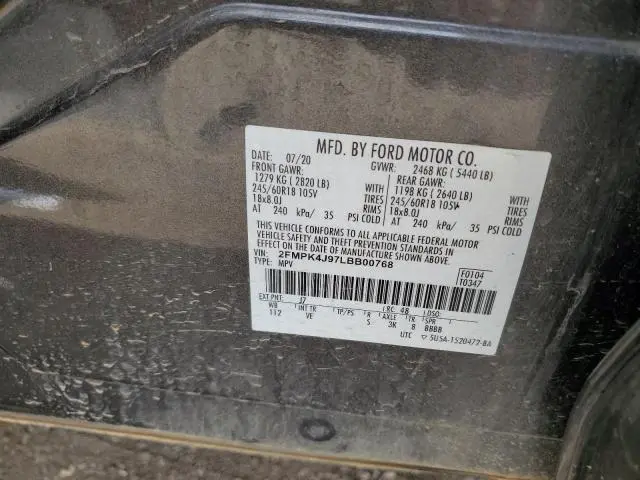 MFD. BY FORD MOTOR CO.
DATE: 07/20 GVWR: 2468 KG ( 5440 LB)
FRONT GAWR: REAR GAWR:
1279 KG ( 2820 LB) WITH 1198 KG ( 2640 LB) WITH
245/60R18 105V TIRES 245/60R18 105V TIRES
18x8.0J RIMS 18x8.0J RIMS
AT 240 kPa/ 35 PSI COLD AT 240 kPa/ 35 PSI COLD
THIS VEHICLE CONFORMS TO ALL APPLICABLE FEDERAL MOTOR
VEHICLE SAFETY AND THEFT PREVENTION STANDARDS IN
EFFECT ON THE DATE OF MANUFACTURE SHOWN ABOVE.
VIN: 2FMPK4J97LBB00768
TYPE: MPV
F0104
T0347
EXT PNT: J7 RC: 48 DSO:
WB INT TR TP/PS R AXLE TR SPR
112 VE S 3K 8 BBBB
UTC ▽ 5U5A-1520472-BA